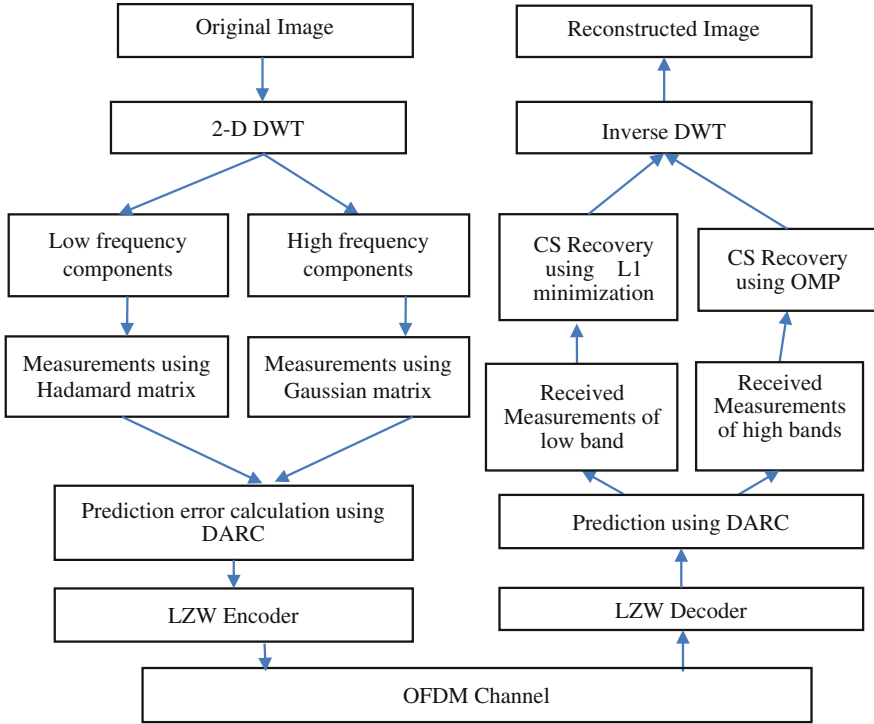 Original Image
2-D DWT
Low frequency
components
High frequency
components
Measurements using
Hadamard matrix
Measurements using
Gaussian matrix
Prediction error calculation using
DARC
LZW Encoder
OFDM Channel
Reconstructed Image
Inverse DWT
CS Recovery
using L1
minimization
CS Recovery
using OMP
Received
Measurements of
low band
Received
Measurements
of high bands
Prediction using DARC
LZW Decoder